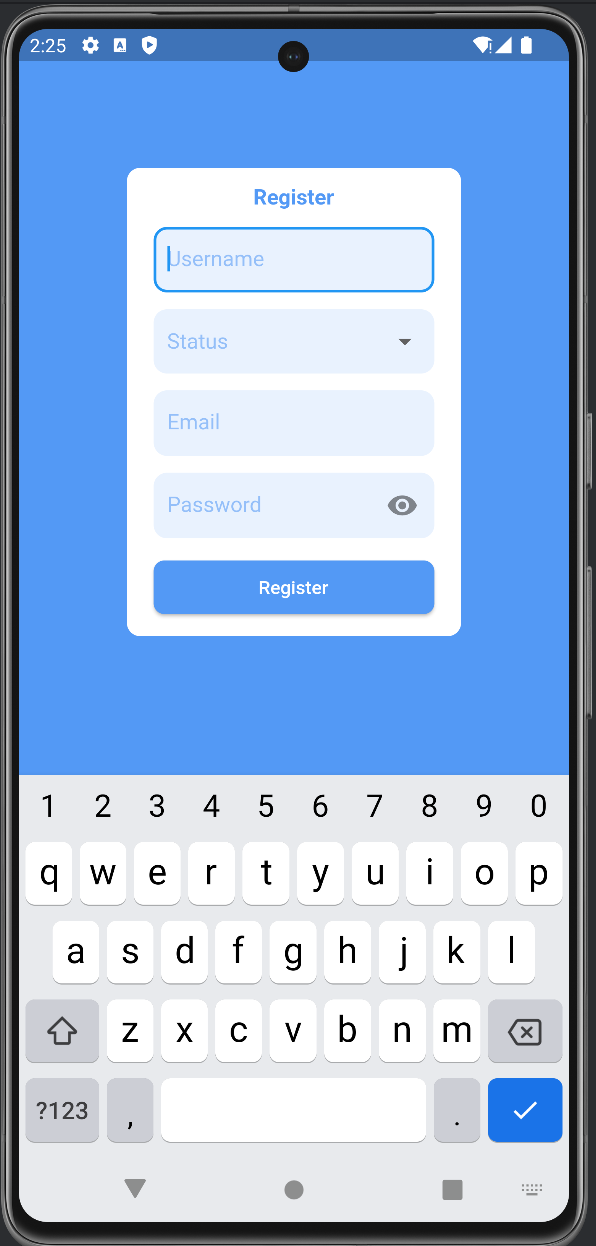 2:25
Register
Username
Status
Email
Password
Register
1 2 3 4 5 6 7 8 9 0
q w e r t y u i o p
a s d f g h j k l
z x c v b n m
?123 , .